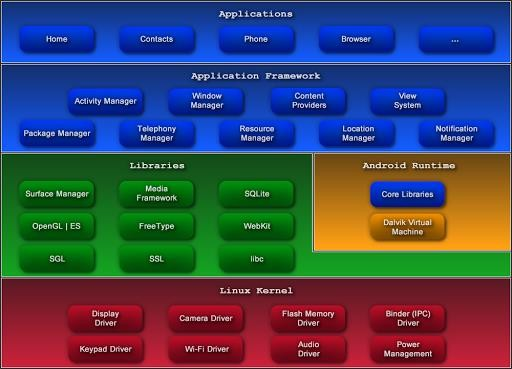 Applications
Home
Contacts
Phone
Browser
...
Application Framework
Activity Manager
Window
Manager
Content
Providers
View
System
Package Manager
Telephony
Manager
Resource
Manager
Location
Manager
Notification
Manager
Libraries
Surface Manager
Media
Framework
SQLite
OpenGL | ES
FreeType
WebKit
SGL
SSL
libc
Android Runtime
Core Libraries
Dalvik Virtual
Machine
Linux Kernel
Display
Driver
Camera Driver
Flash Memory
Driver
Binder (IPC)
Driver
Keypad Driver
Wi-Fi Driver
Audio
Driver
Power
Management